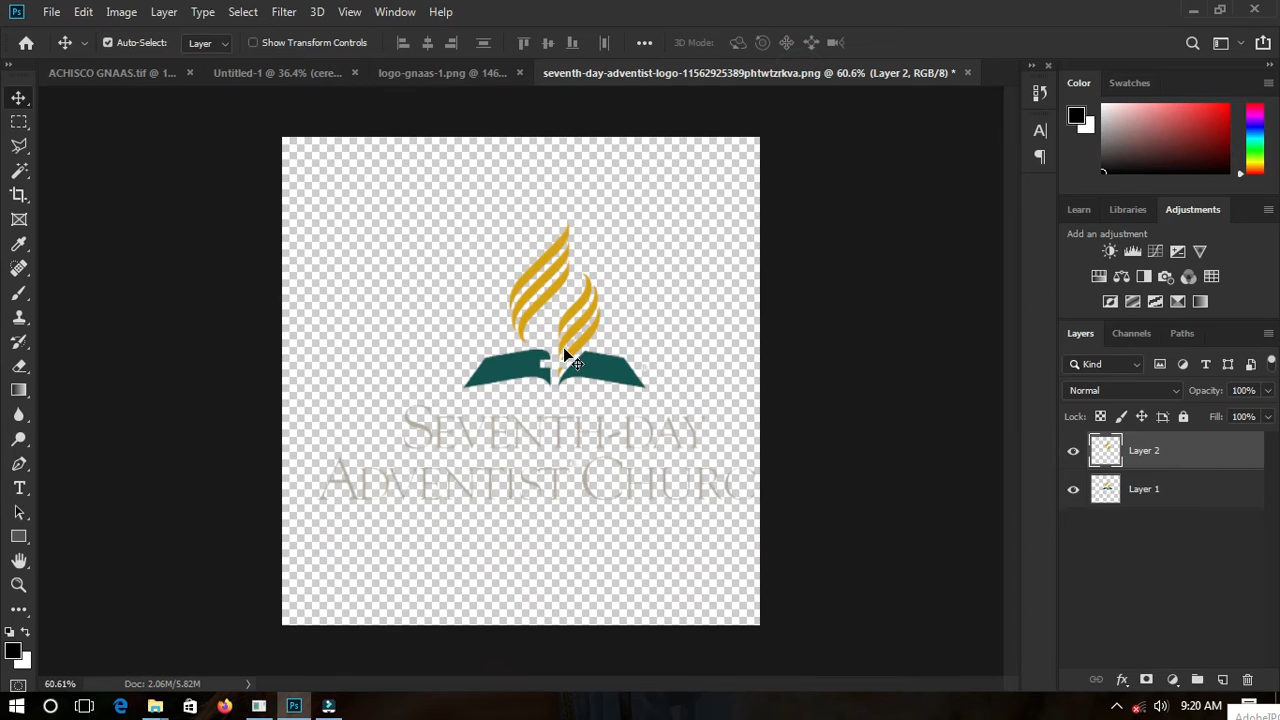 Ps File Edit Image Layer Type Select Filter 3D View Window Help
Auto-Select: Layer Show Transform Controls 3D Mode:
ACHISCO GNAAS.tif @ 1... Untitled-1 @ 36.4% (cere... logo-gnaas-1.png @ 146... seventh-day-adventist-logo-11562925389phtwtzrkva.png @ 60.6% (Layer 2, RGB/8) *
Color Swatches
Learn Libraries Adjustments
Add an adjustment
SEVENTH-DAY
ADVENTIST CHURC
Layers Channels Paths
Kind
Normal Opacity: 100%
Lock: Fill: 100%
Layer 2
Layer 1
60.61% Doc: 2.06M/5.82M
Ps 9:20 AM